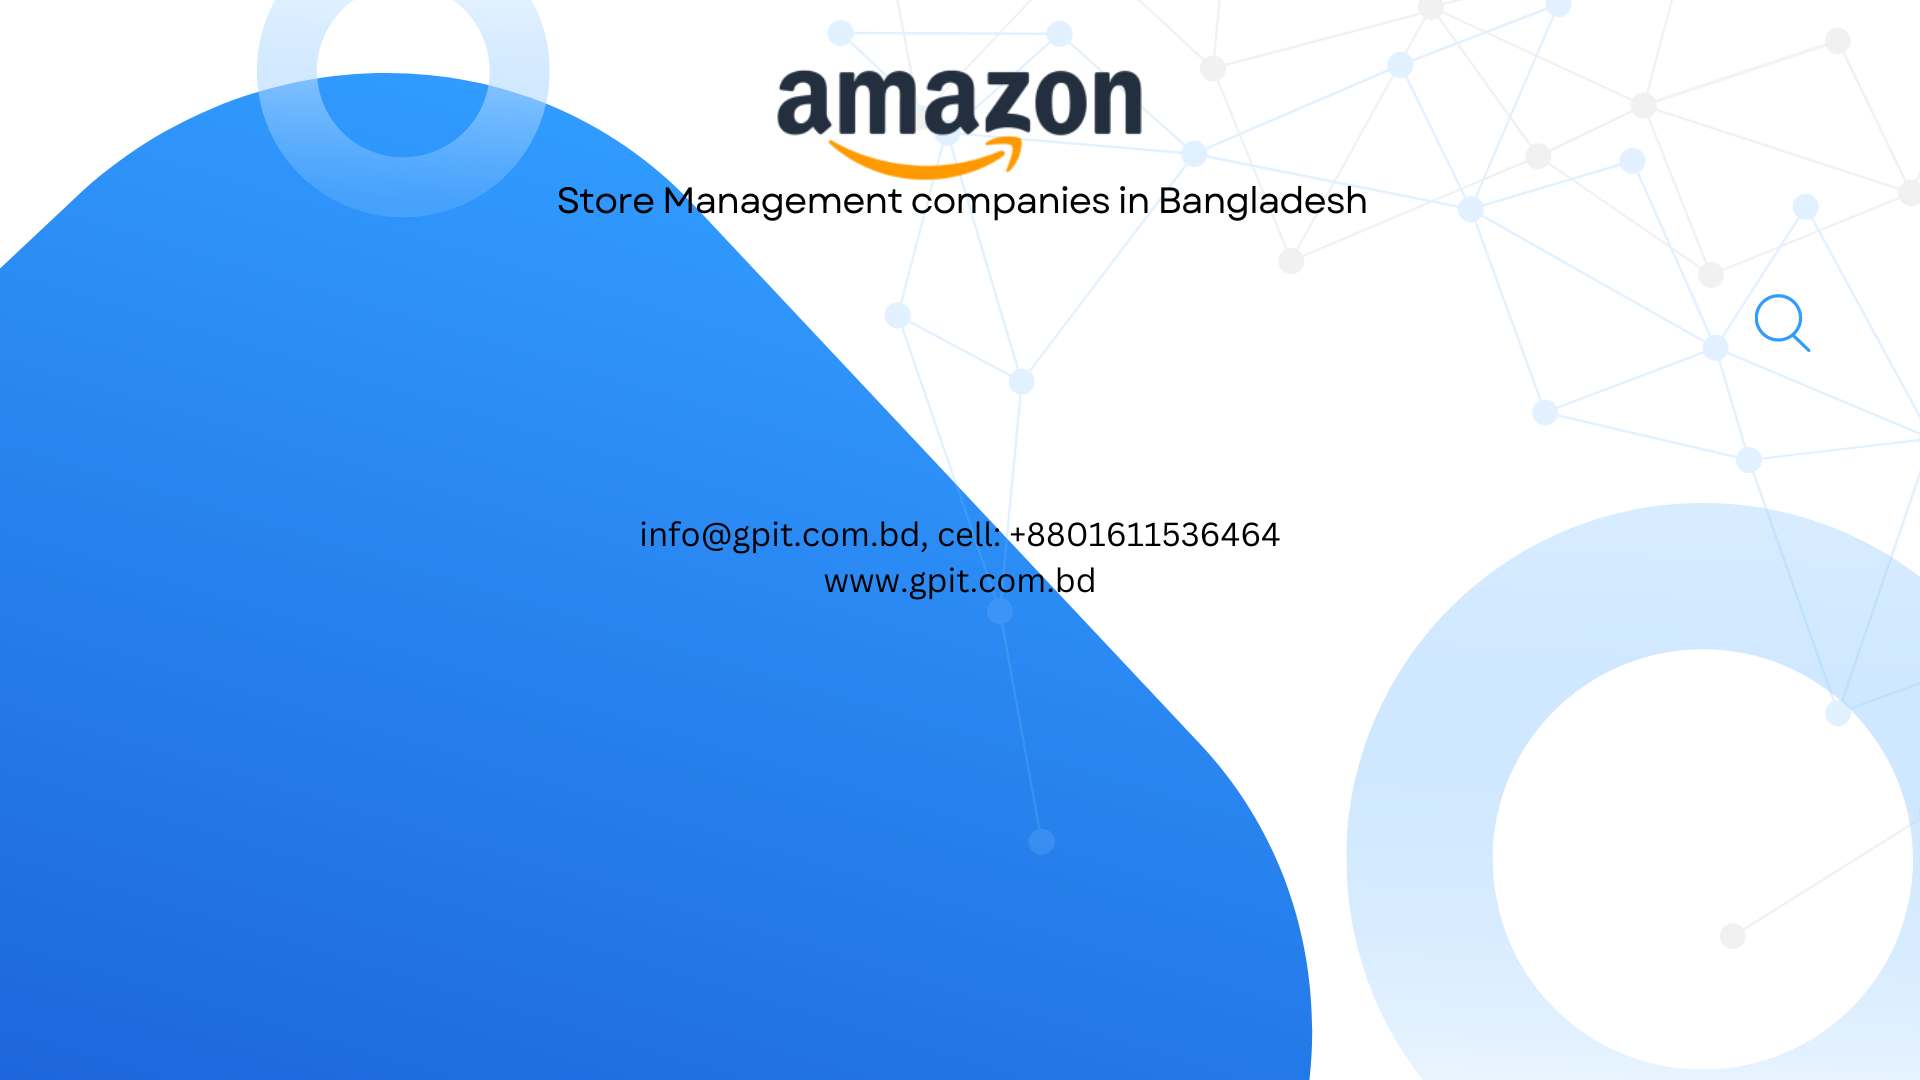 amazon
Store Management companies in Bangladesh
info@gpit.com.bd, cell: +8801611536464
www.gpit.com.bd